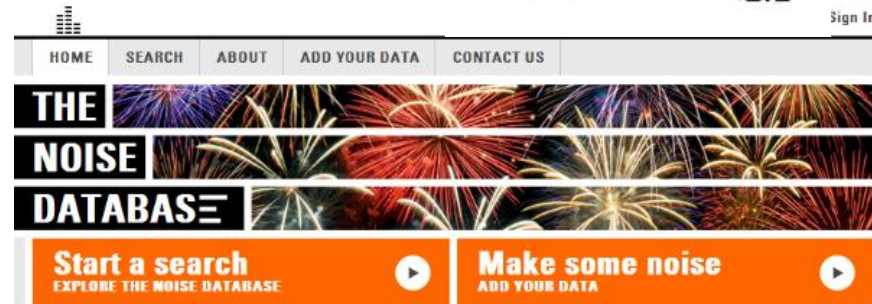 Sign In
HOME SEARCH ABOUT ADD YOUR DATA CONTACT US
THE
NOISE
DATABASE
Start a search
EXPLORE THE NOISE DATABASE
Make some noise
ADD YOUR DATA